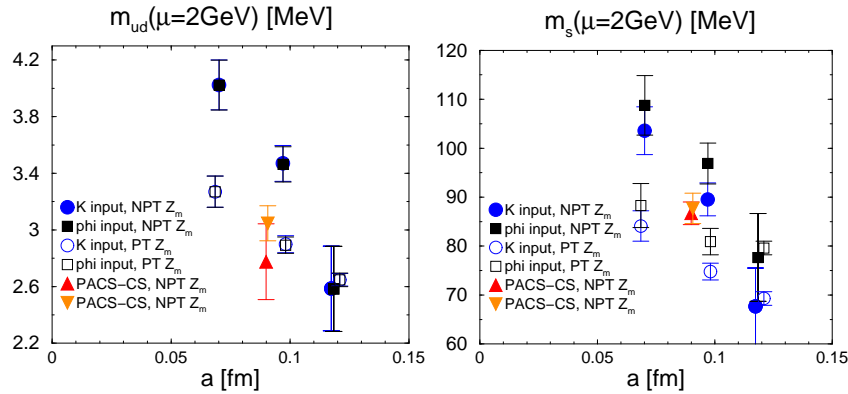 m_ud(μ=2GeV) [MeV]
4.2
3.8
3.4
3
2.6
2.2
K input, NPT Z_m
phi input, NPT Z_m
K input, PT Z_m
phi input, PT Z_m
PACS−CS, NPT Z_m
PACS−CS, NPT Z_m
0 0.05 0.1 0.15
a [fm]
m_s(μ=2GeV) [MeV]
120
110
100
90
80
70
60
K input, NPT Z_m
phi input, NPT Z_m
K input, PT Z_m
phi input, PT Z_m
PACS−CS, NPT Z_m
PACS−CS, NPT Z_m
0 0.05 0.1 0.15
a [fm]